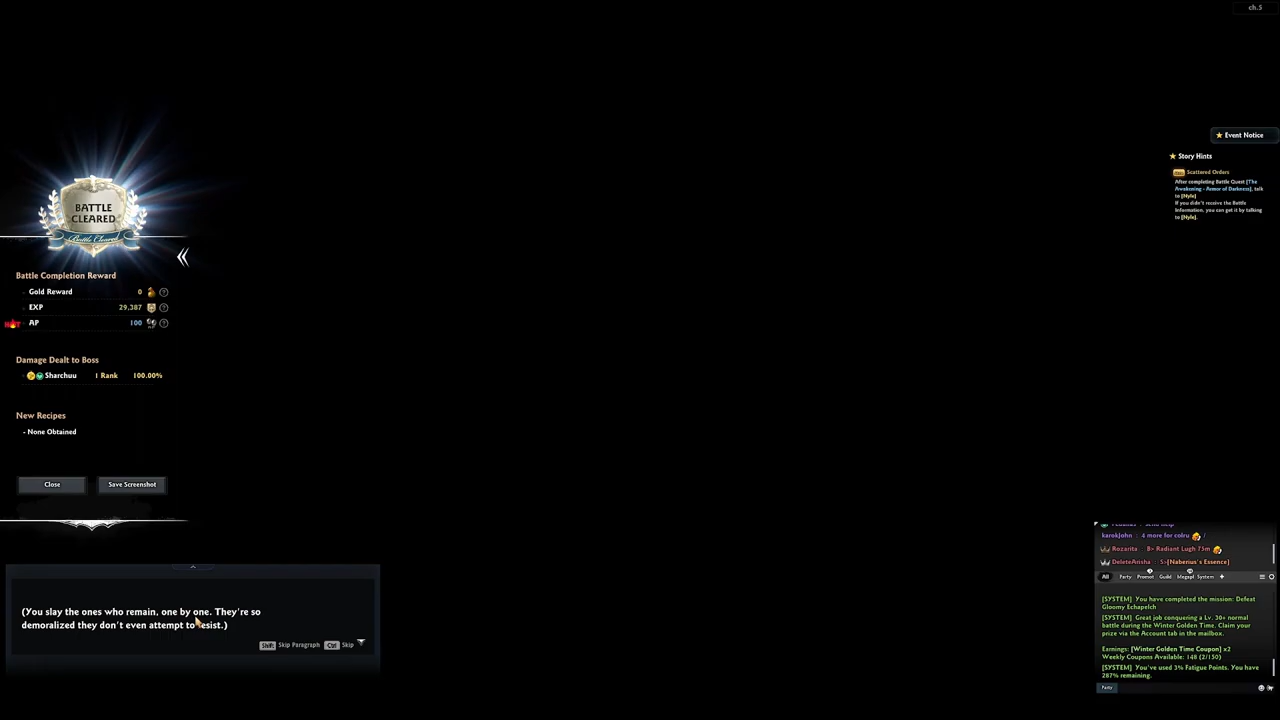 ch.5
Event Notice
Story Hints
Scattered Orders
After completing Battle Quest [The
Awakening - Armor of Darkness], talk
to [Nyle]
If you didn't receive the Battle
Information, you can get it by talking
to [Nyle].
BATTLE
CLEARED
Battle Cleared
Battle Completion Reward
Gold Reward 0
EXP 29,387
HOT AP 100
Damage Dealt to Boss
Sharchuu 1 Rank 100.00%
New Recipes
- None Obtained
Close Save Screenshot
(You slay the ones who remain, one by one. They're so
demoralized they don't even attempt to resist.)
Shift Skip Paragraph Ctrl Skip
karokJohn : 4 more for colru /
Rozarita : B> Radiant Lugh 75m
DeleteAnsha : S>[Naberius's Essence]
All Party Guild Megaph System +
[SYSTEM] You have completed the mission: Defeat
Gloomy Echapelch
[SYSTEM] Great job conquering a Lv. 30+ normal
battle during the Winter Golden Time. Claim your
prize via the Account tab in the mailbox.
Earnings: [Winter Golden Time Coupon] x2
Weekly Coupons Available: 148 (2/150)
[SYSTEM] You've used 3% Fatigue Points. You have
287% remaining.
Party